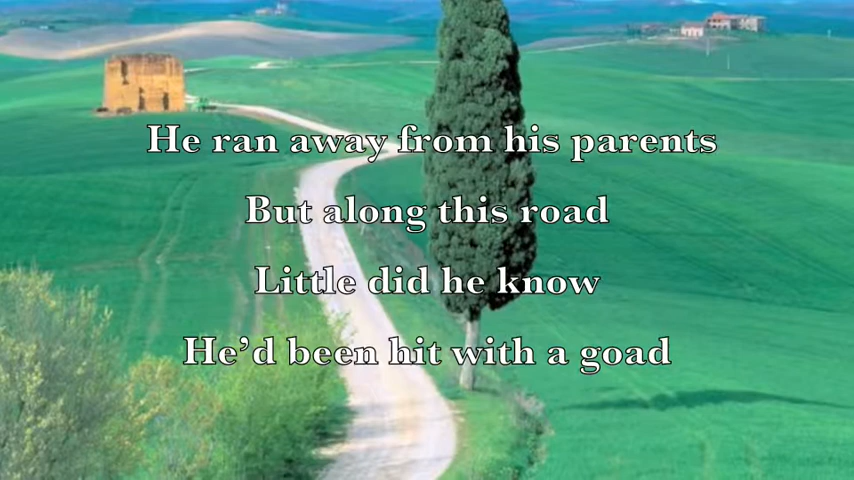 He ran away from his parents
But along this road
Little did he know
He’d been hit with a goad